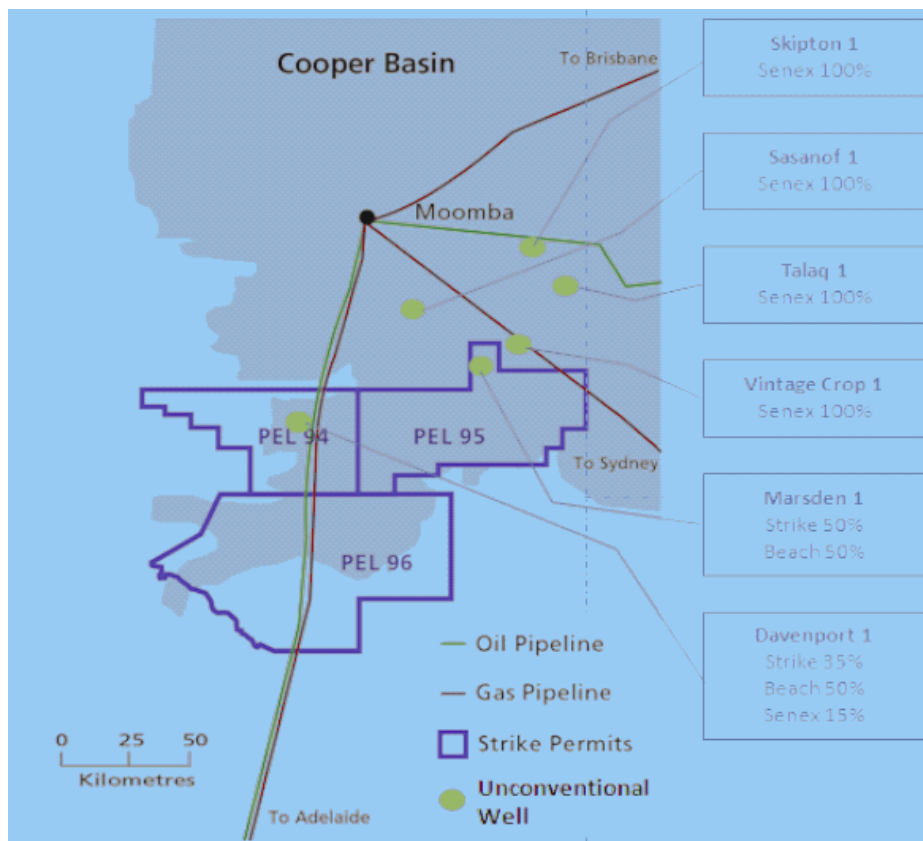 Cooper Basin
To Brisbane
Moomba
PEL 94
PEL 95
To Sydney
PEL 96
Oil Pipeline
Gas Pipeline
Strike Permits
Unconventional
Well
0 25 50
Kilometres
To Adelaide
Skipton 1
Senex 100%
Sasanof 1
Senex 100%
Talaq 1
Senex 100%
Vintage Crop 1
Senex 100%
Marsden 1
Strike 50%
Beach 50%
Davenport 1
Strike 35%
Beach 50%
Senex 15%